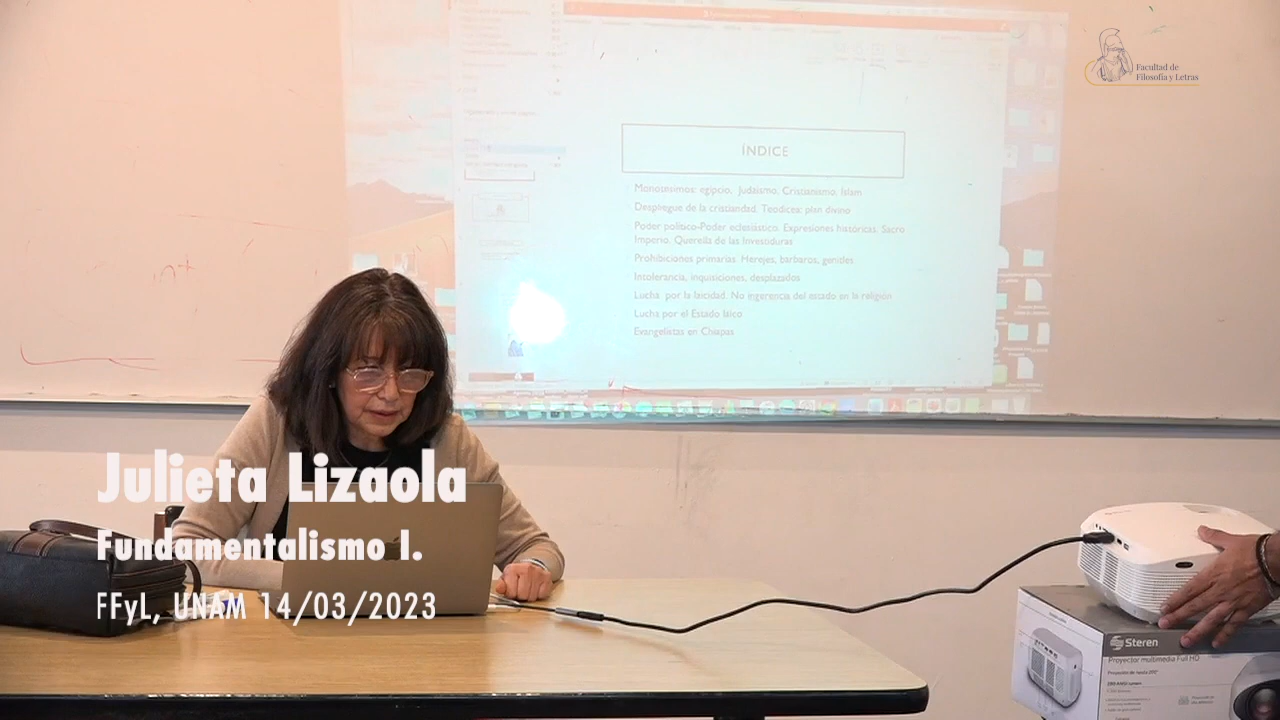 Facultad de
Filosofía y Letras
ÍNDICE
Monotesimos: egipcio, Judaismo, Cristianismo, Islam
Despliegue de la cristiandad. Teodicea: plan divino
Poder político-Poder eclesiástico. Expresiones históricas. Sacro
Imperio. Querella de las Investiduras
Prohibiciones primarias. Herejes, barbaros, gentiles
Intolerancia, inquisiciones, desplazados
Lucha por la laicidad. No ingerencia del estado en la religión
Lucha por el Estado laico
Evangelistas en Chiapas
Julieta Lizaola
Fundamentalismo I.
FFyL, UNAM 14/03/2023
Steren
Proyector multimedia Full HD